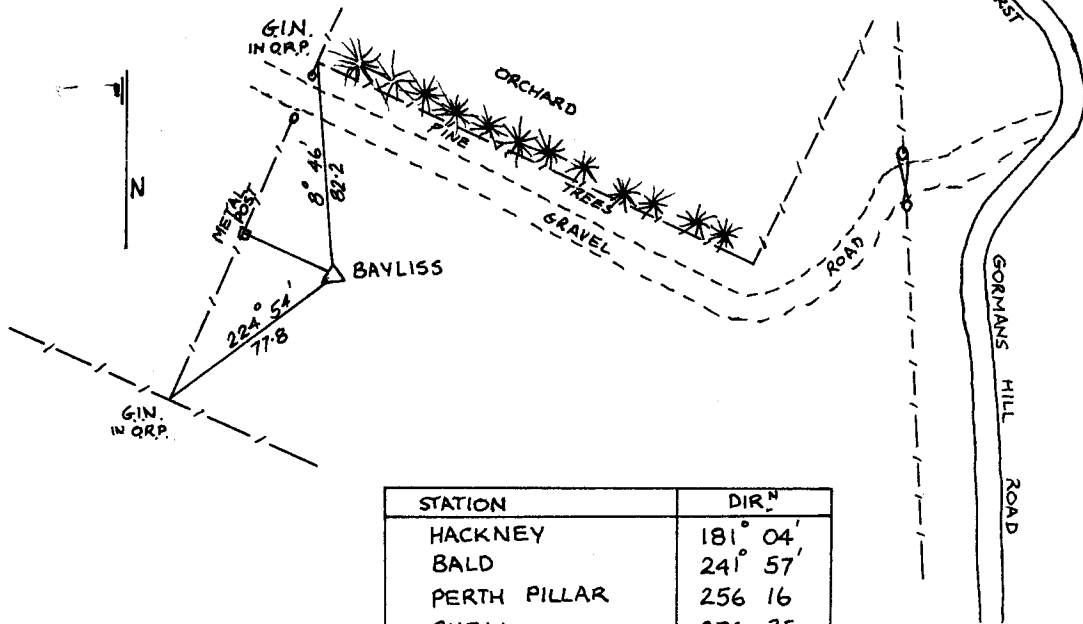 G.I.N.
IN Q.R.P.
ORCHARD
PINE TREES
N
8° 46
82.2
METAL POST
GRAVEL ROAD
BAYLISS
224° 54'
77.8
G.I.N.
IN Q.R.P.
GORMANS HILL ROAD
STATION DIR.N
HACKNEY 181° 04'
BALD 241° 57'
PERTH PILLAR 256 16